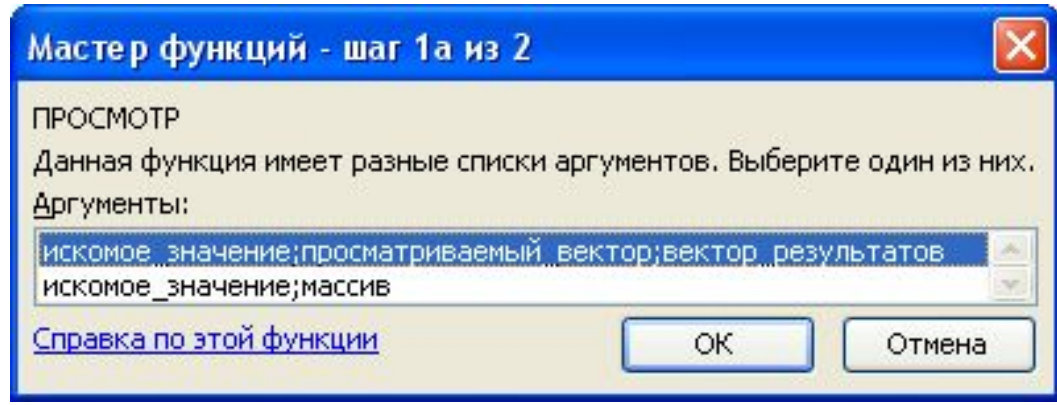 Мастер функций - шаг 1а из 2
ПРОСМОТР
Данная функция имеет разные списки аргументов. Выберите один из них.
Аргументы:
искомое_значение;просматриваемый_вектор;вектор_результатов
искомое_значение;массив
Справка по этой функции
ОК
Отмена